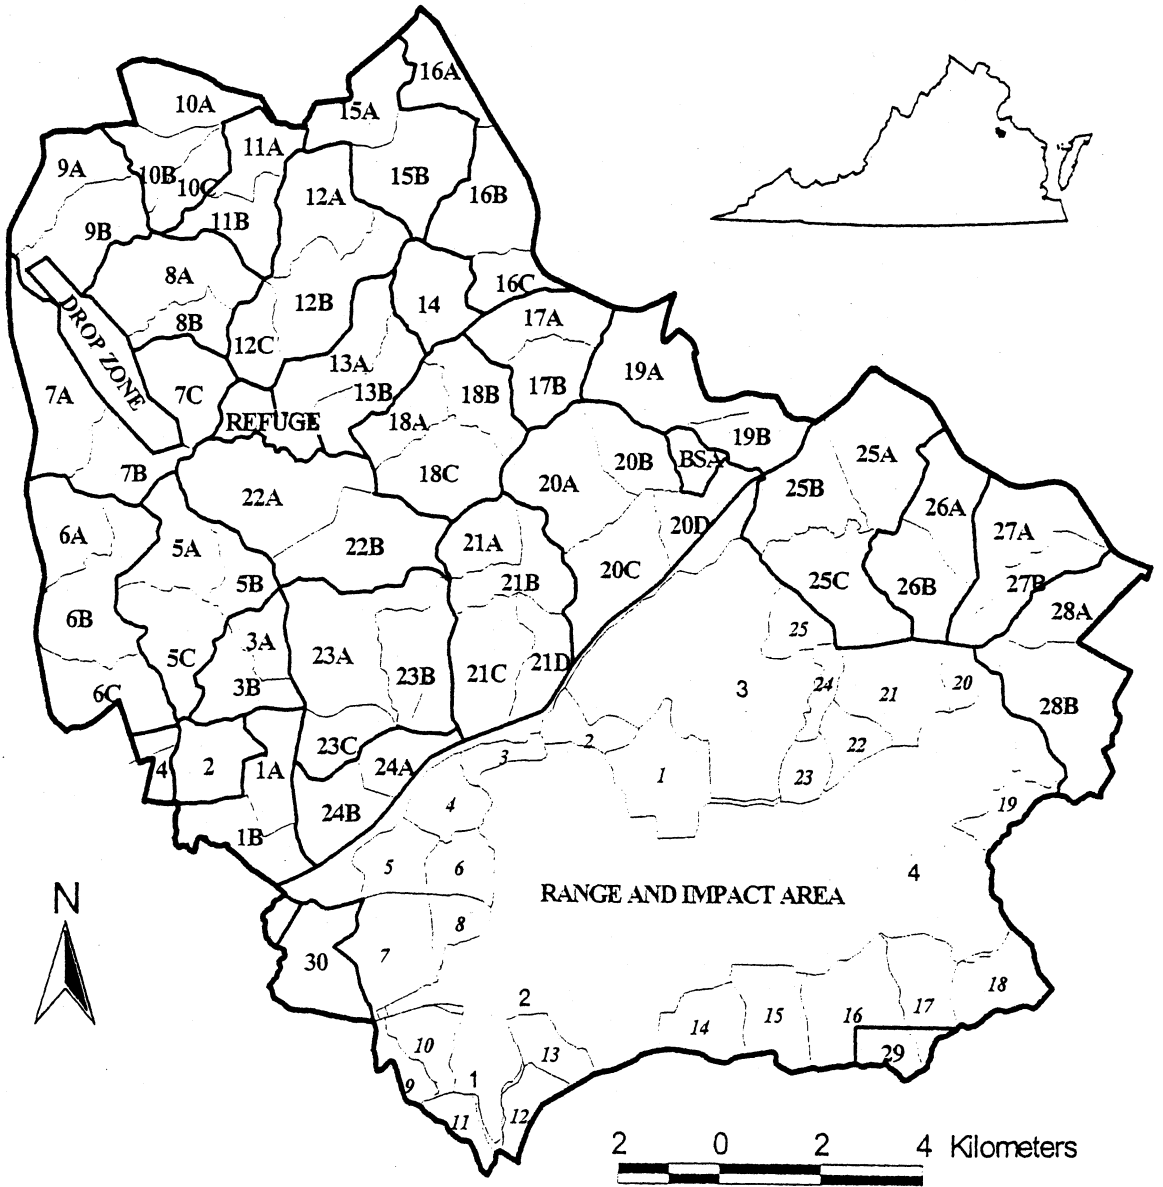 16A
10A
15A
11A
9A
10B
10C
15B
12A
16B
11B
9B
8A
16C
12B
14
17A
8B
DROP ZONE
12C
13A
19A
7A
7C
13B
17B
18B
REFUGE
18A
19B
BSA
25A
7B
18C
20B
20A
25B
22A
26A
6A
20D
27A
5A
22B
21A
5B
21B
20C
25C
26B
27B
28A
6B
25
3A
5C
23A
21D
23B
21C
3B
6C
3
24
21
20
28B
23C
2
22
3
4
2
1A
24A
1
23
4
19
24B
1B
5
6
4
N
RANGE AND IMPACT AREA
8
7
30
18
2
17
14
15
16
10
13
29
1
9
11
12
2 0 2 4 Kilometers